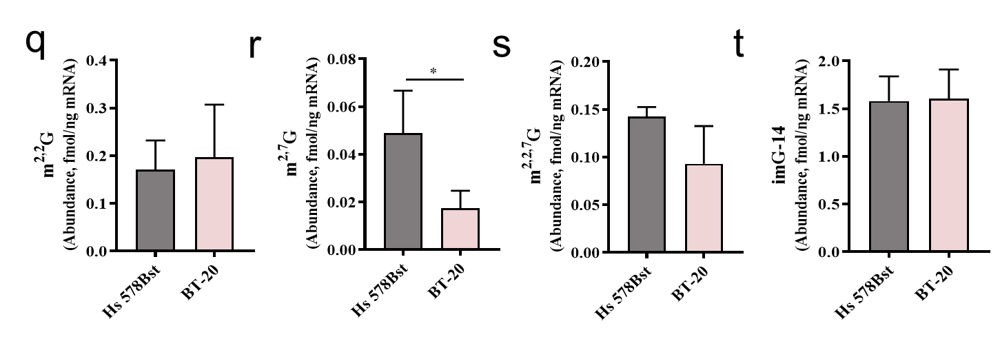 q
m2,2G
(Abundance, fmol/ng mRNA)
0.4
0.3
0.2
0.1
0.0
Hs 578Bst
BT-20
r
m2,7G
(Abundance, fmol/ng mRNA)
0.08
0.06
0.04
0.02
0.00
*
Hs 578Bst
BT-20
s
m2,2,7G
(Abundance, fmol/ng mRNA)
0.20
0.15
0.10
0.05
0.00
Hs 578Bst
BT-20
t
imG-14
(Abundance, fmol/ng mRNA)
2.0
1.5
1.0
0.5
0.0
Hs 578Bst
BT-20